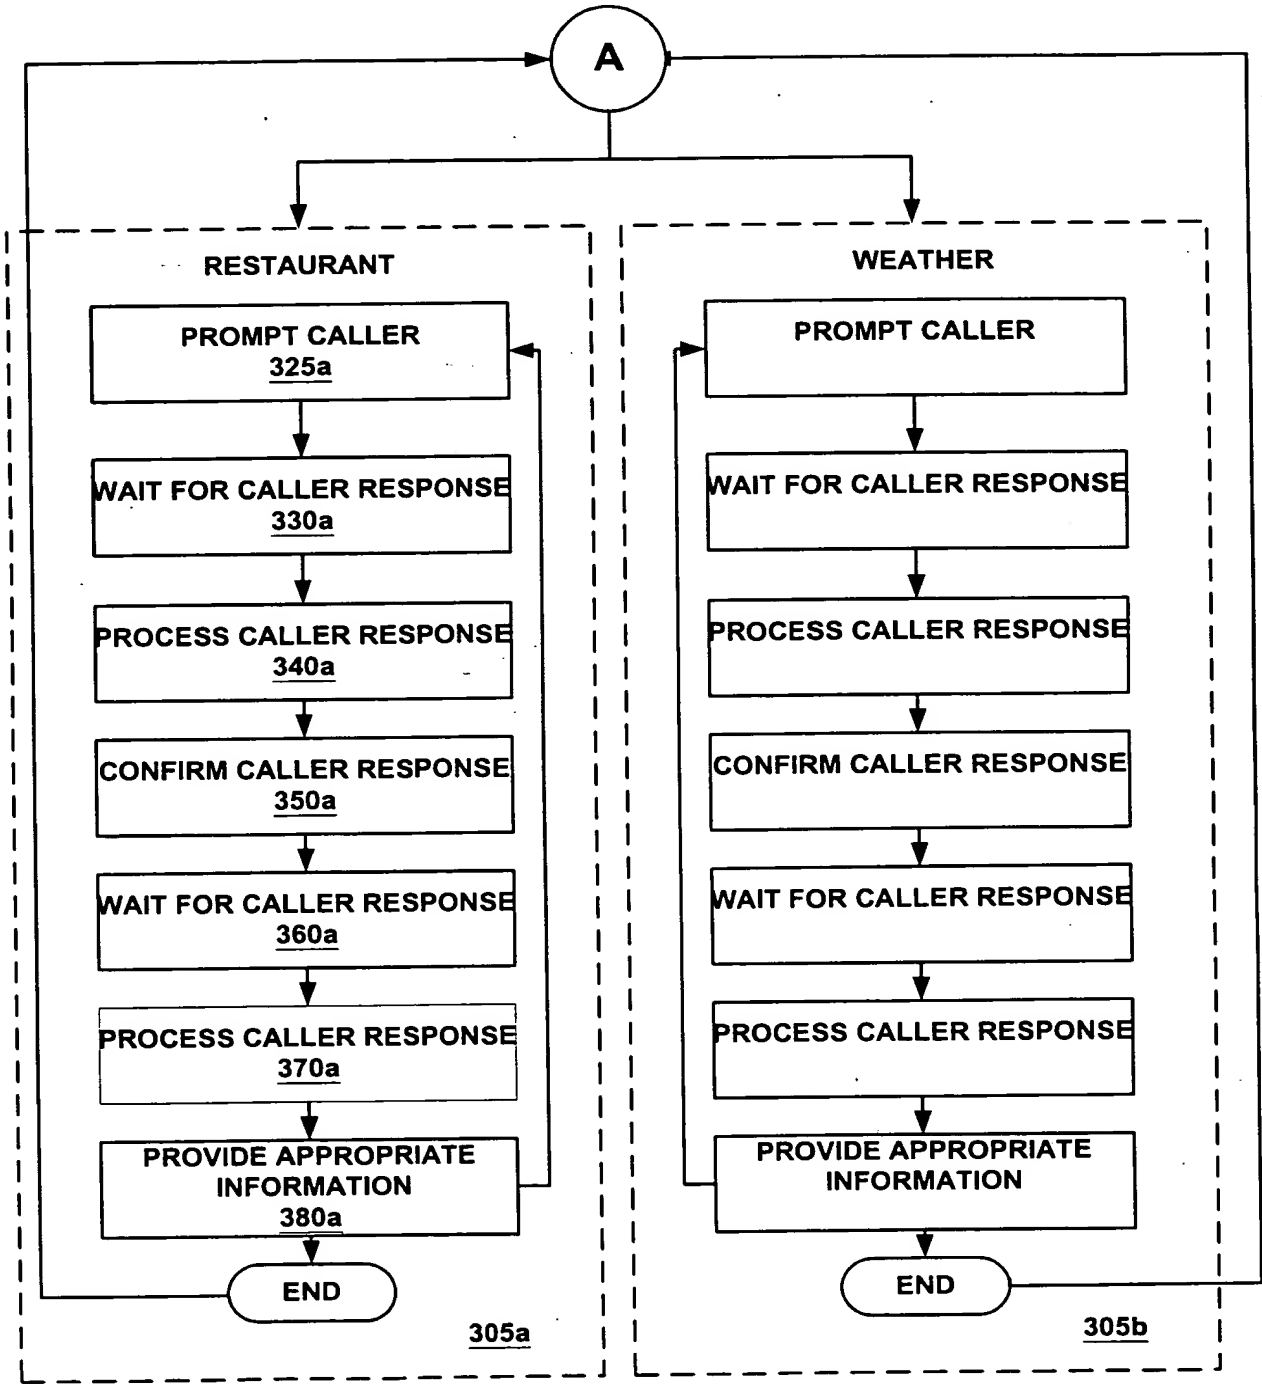 A
RESTAURANT
PROMPT CALLER
325a
WAIT FOR CALLER RESPONSE
330a
PROCESS CALLER RESPONSE
340a
CONFIRM CALLER RESPONSE
350a
WAIT FOR CALLER RESPONSE
360a
PROCESS CALLER RESPONSE
370a
PROVIDE APPROPRIATE
INFORMATION
380a
END
305a
WEATHER
PROMPT CALLER
WAIT FOR CALLER RESPONSE
PROCESS CALLER RESPONSE
CONFIRM CALLER RESPONSE
WAIT FOR CALLER RESPONSE
PROCESS CALLER RESPONSE
PROVIDE APPROPRIATE
INFORMATION
END
305b